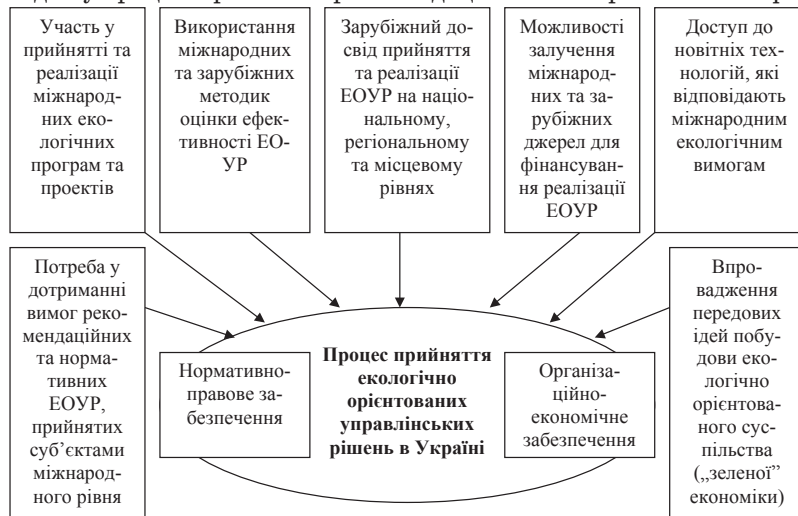 Участь у
прийнятті та
реалізації
міжнарод-
них еко-
логічних
програм та
проектів
Використання
міжнародних
та зарубіжних
методик
оцінки ефек-
тивності ЕО-
УР
Зарубіжний до-
свід прийняття
та реалізації
ЕОУР на націо-
нальному,
регіональному
та місцевому
рівнях
Можливості
залучення
міжнарод-
них та за-
рубіжних
джерел для
фінансуван-
ня реалізації
ЕОУР
Доступ до
новітніх тех-
нологій, які
відповідають
міжнародним
екологічним
вимогам
Потреба у
дотриманні
вимог реко-
мендаційних
та норма-
тивних
ЕОУР,
прийнятих
суб’єктами
міжнарод-
ного рівня
Нормативно-
правове за-
безпечення
Процес прийняття
екологічно
орієнтованих
управлінських
рішень в Україні
Організа-
ційно-
економічне
забезпечення
Впро-
вадження
передових
ідей побу-
дови еко-
логічно
орієнтова-
ного сус-
пільства
(„зеленої”
економіки)